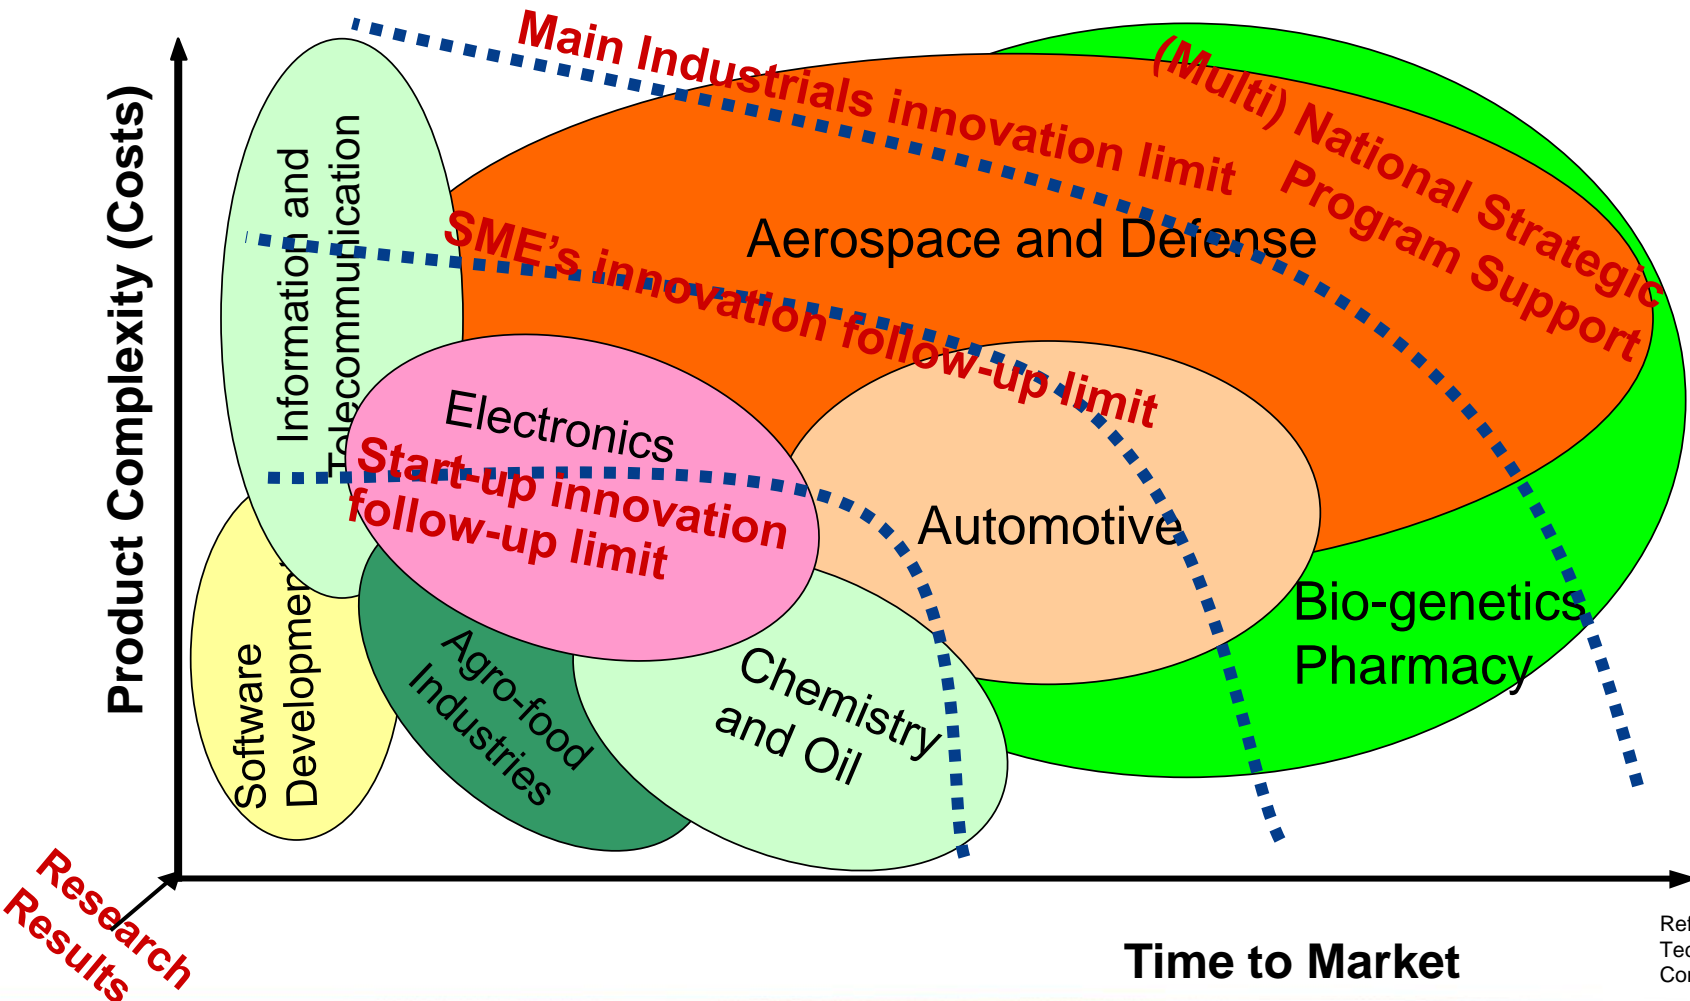 Main Industrials innovation limit
(Multi) National Strategic
Program Support
Product Complexity (Costs)
Information and
Telecommunication
SME’s innovation follow-up limit
Aerospace and Defense
Electronics
Start-up innovation
follow-up limit
Automotive
Bio-genetics
Pharmacy
Software
Development
Agro-food
Industries
Chemistry
and Oil
Research
Results
Time to Market